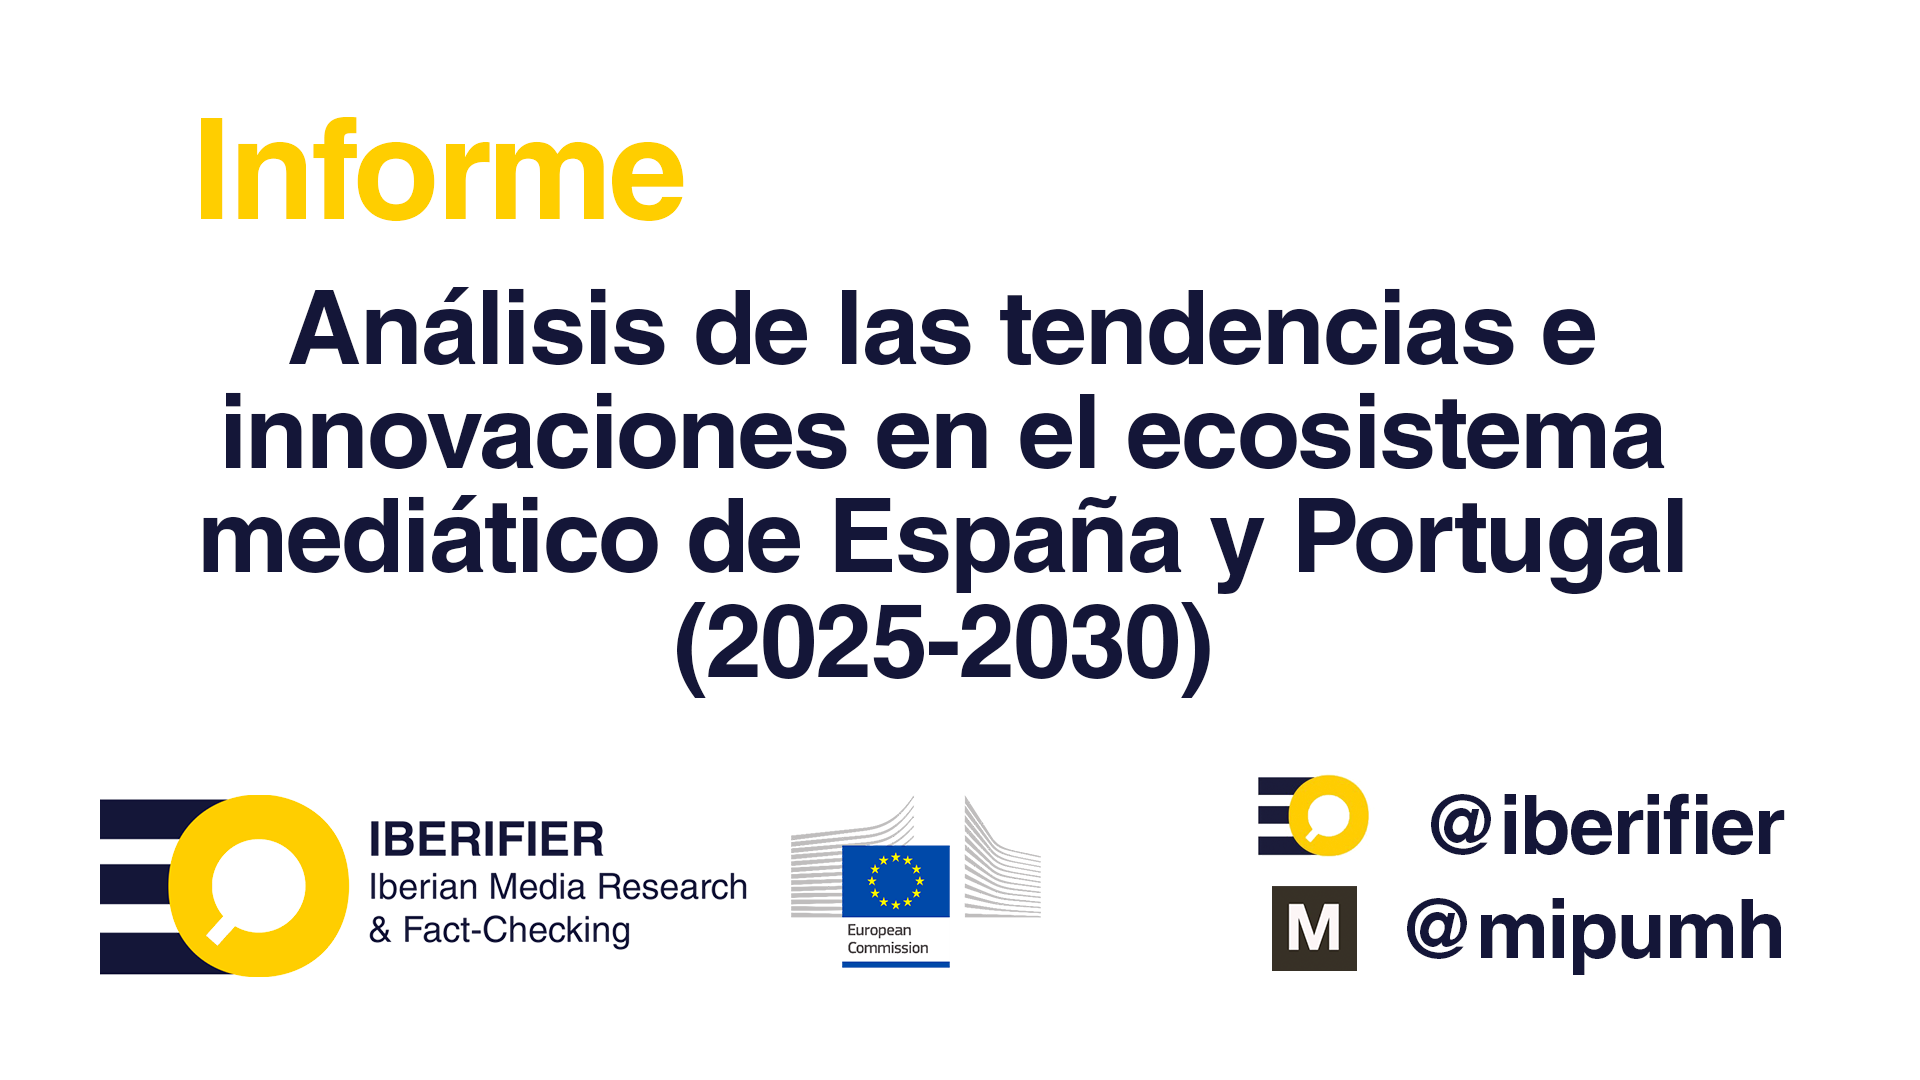 Informe
Análisis de las tendencias e
innovaciones en el ecosistema
mediático de España y Portugal
(2025-2030)
IBERIFIER
Iberian Media Research
& Fact-Checking
European
Commission
@iberifier
M
@mipumh